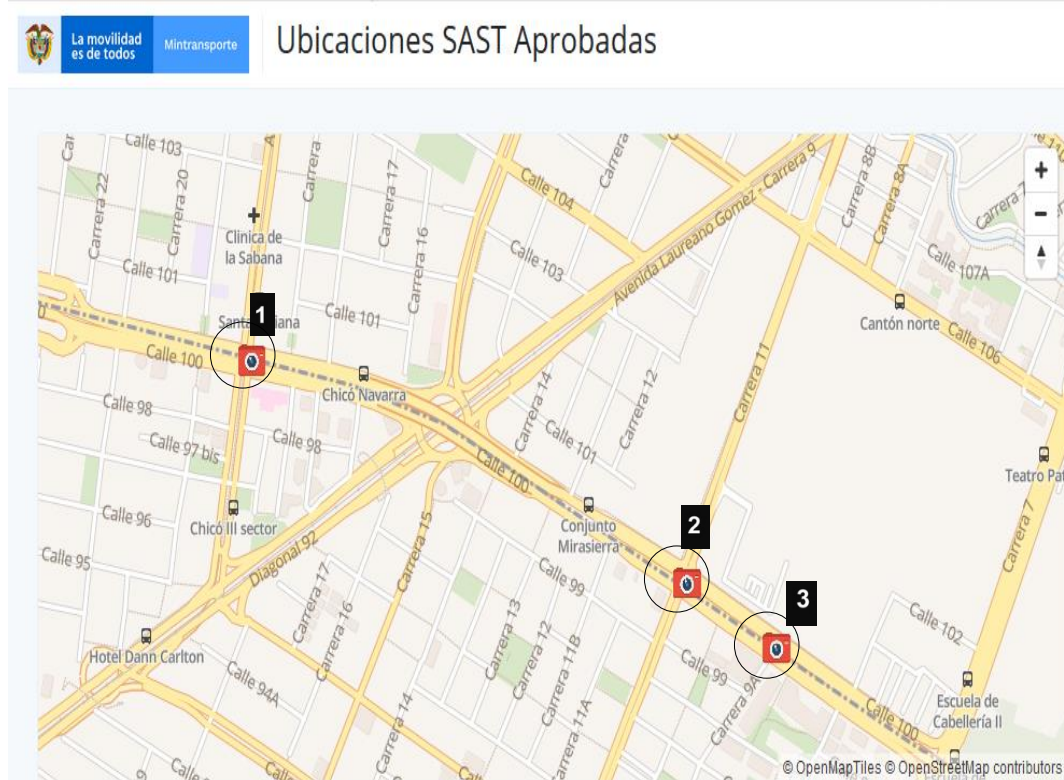 La movilidad
es de todos
Mintransporte
Ubicaciones SAST Aprobadas
Calle 103
Carrera
Carrera 22
Carrera 20
Carrera 17
Carrera 16
Clinica de
la Sabana
Calle 101
Calle 101
Calle 104
Calle 103
Carrera
Avenida Laureano Gomez - Carrera 9
Carrera 8B
Carrera 8A
Carrera 7
Calle 107A
+
−
Cantón norte
Calle 106
1
Calle 100
Chicó Navarra
Calle 98
Calle 97 bis
Calle 98
Carrera 14
Carrera 12
Carrera 11
Calle 101
Calle 100
Teatro Pat
Carrera 7
Calle 96
Chicó III sector
Calle 95
Diagonal 92
Carrera 15
Conjunto
Mirasierra
2
Calle 99
3
Carrera 17
Carrera 16
Hotel Dann Carlton
Calle 94A
Carrera 14
Carrera 13
Carrera 12
Carrera 11B
Carrera 11A
Calle 99
Carrera 9A
Calle 102
Escuela de
Cabellería II
Calle 100
© OpenMapTiles © OpenStreetMap contributors